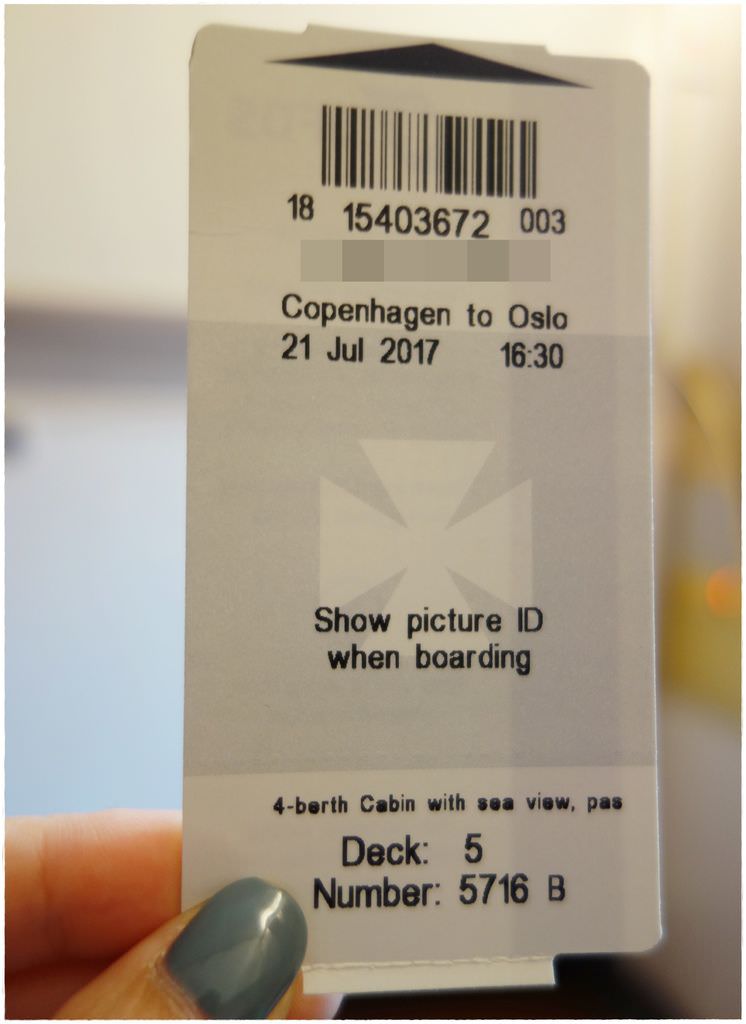 18 15403672 003
Copenhagen to Oslo
21 Jul 2017 16:30
Show picture ID
when boarding
4-berth Cabin with sea view, pas
Deck: 5
Number: 5716 B